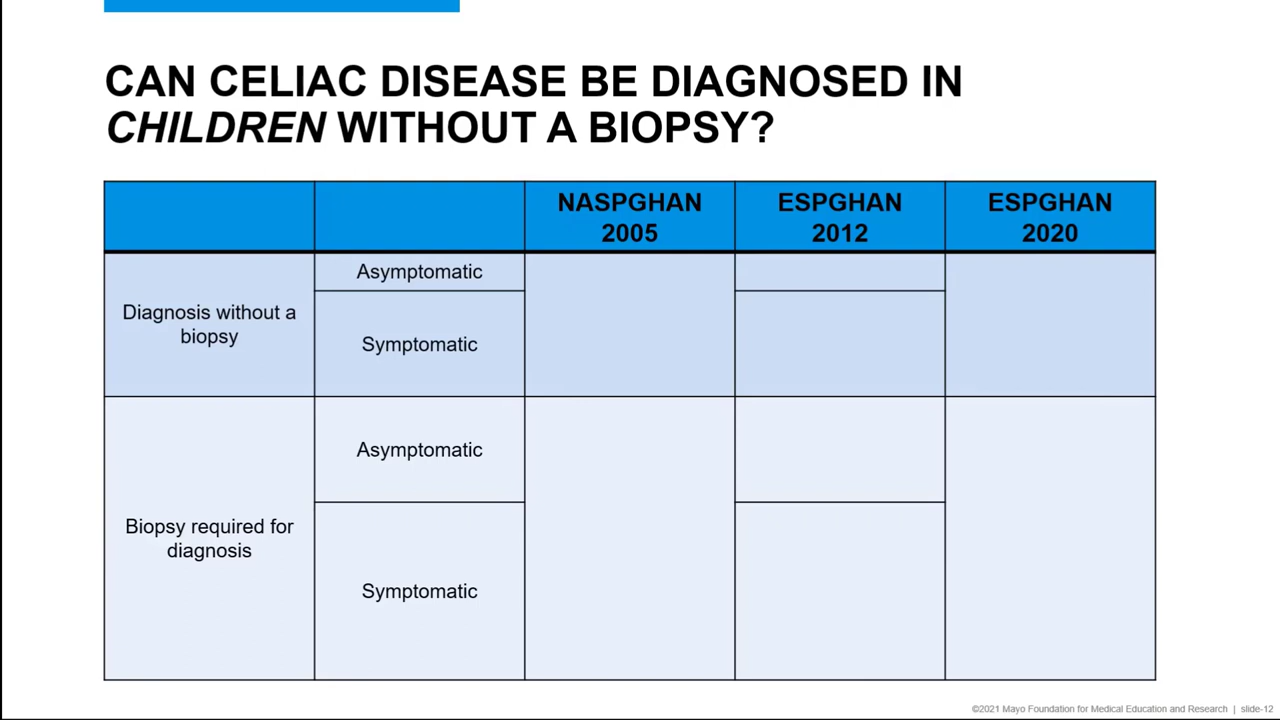 CAN CELIAC DISEASE BE DIAGNOSED IN
CHILDREN WITHOUT A BIOPSY?
NASPGHAN
2005
ESPGHAN
2012
ESPGHAN
2020
Diagnosis without a
biopsy
Asymptomatic
Symptomatic
Biopsy required for
diagnosis
Asymptomatic
Symptomatic
©2021 Mayo Foundation for Medical Education and Research | slide-12